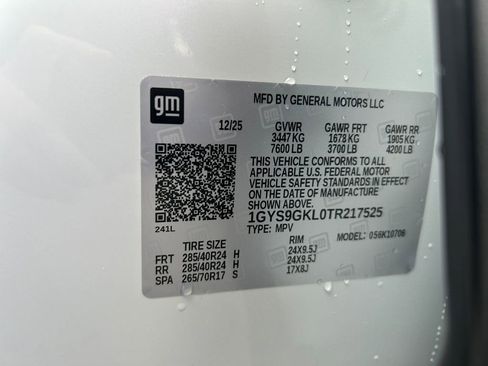 gm
MFD BY GENERAL MOTORS LLC
12/25 GVWR GAWR FRT GAWR RR
3447 KG 1678 KG 1905 KG
7600 LB 3700 LB 4200 LB
THIS VEHICLE CONFORMS TO ALL
APPLICABLE U.S. FEDERAL MOTOR
VEHICLE SAFETY STANDARDS IN EFFECT
ON THE DATE OF MANUFACTURE
1GYS9GKL0TR217525
241L TYPE: MPV MODEL: 056K10706
TIRE SIZE RIM
FRT 285/40R24 H 24X9.5J
RR 285/40R24 H 24X9.5J
SPA 265/70R17 S 17X8J